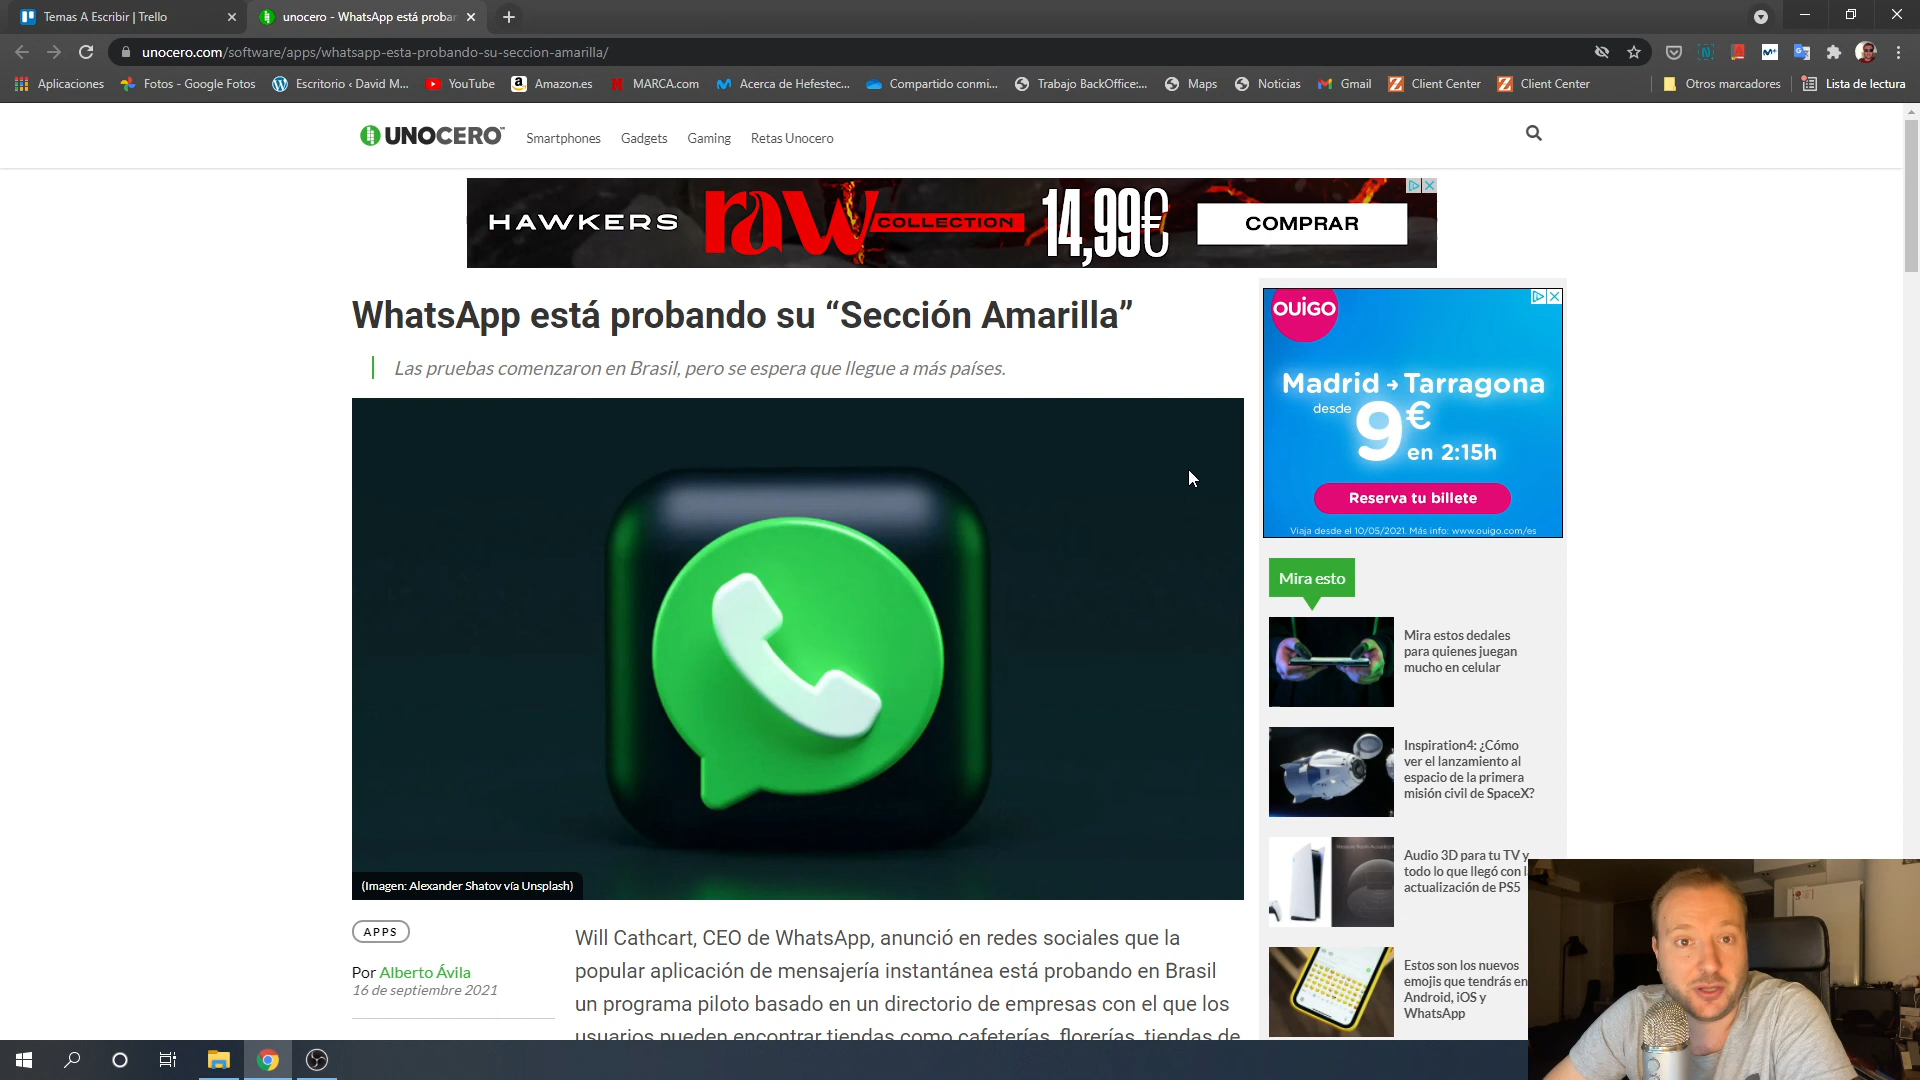 Temas A Escribir | Trello
unocero - WhatsApp está probar
unocero.com/software/apps/whatsapp-esta-probando-su-seccion-amarilla/
Aplicaciones
Fotos - Google Fotos
Escritorio ‹ David M...
YouTube
Amazon.es
MARCA.com
Acerca de Hefestec...
Compartido conmi...
Trabajo BackOffice:...
Maps
Noticias
Gmail
Client Center
Client Center
Otros marcadores
Lista de lectura
UNOCERO
Smartphones
Gadgets
Gaming
Retas Unocero
HAWKERS
raw
COLLECTION
14,99€
COMPRAR
WhatsApp está probando su “Sección Amarilla”
Las pruebas comenzaron en Brasil, pero se espera que llegue a más países.
(Imagen: Alexander Shatov vía Unsplash)
APPS
Por Alberto Ávila
16 de septiembre 2021
Will Cathcart, CEO de WhatsApp, anunció en redes sociales que la
popular aplicación de mensajería instantánea está probando en Brasil
un programa piloto basado en un directorio de empresas con el que los
usuarios pueden encontrar tiendas como cafeterías, florerías, tiendas de
OUIGO
Madrid → Tarragona
desde
9€
en 2:15h
Reserva tu billete
Viaja desde el 10/05/2021. Más info: www.ouigo.com/es
Mira esto
Mira estos dedales
para quienes juegan
mucho en celular
Inspiration4: ¿Cómo
ver el lanzamiento al
espacio de la primera
misión civil de SpaceX?
Audio 3D para tu TV y
todo lo que llegó con l
actualización de PS5
Estos son los nuevos
emojis que tendrás en
Android, iOS y
WhatsApp